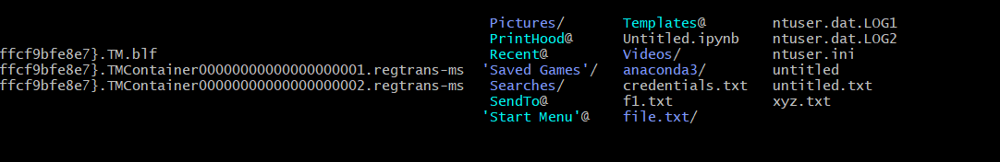 Pictures/ Templates@ ntuser.dat.LOG1
PrintHood@ Untitled.ipynb ntuser.dat.LOG2
ffcf9bfe8e7}.TM.blf Recent@ Videos/ ntuser.ini
ffcf9bfe8e7}.TMContainer00000000000000000001.regtrans-ms 'Saved Games'/ anaconda3/ untitled
ffcf9bfe8e7}.TMContainer00000000000000000002.regtrans-ms Searches/ credentials.txt untitled.txt
SendTo@ f1.txt xyz.txt
'Start Menu'@ file.txt/